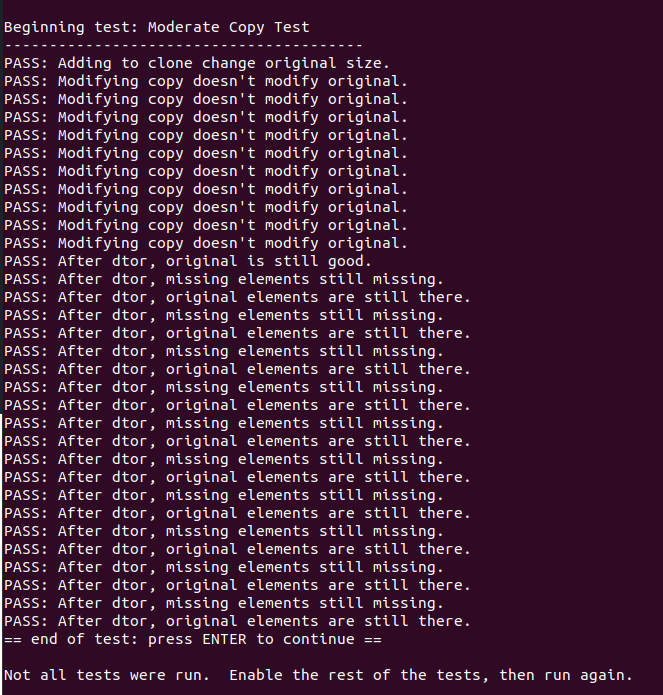 Beginning test: Moderate Copy Test
----------------------------------------
PASS: Adding to clone change original size.
PASS: Modifying copy doesn't modify original.
PASS: Modifying copy doesn't modify original.
PASS: Modifying copy doesn't modify original.
PASS: Modifying copy doesn't modify original.
PASS: Modifying copy doesn't modify original.
PASS: Modifying copy doesn't modify original.
PASS: Modifying copy doesn't modify original.
PASS: Modifying copy doesn't modify original.
PASS: Modifying copy doesn't modify original.
PASS: Modifying copy doesn't modify original.
PASS: After dtor, original is still good.
PASS: After dtor, missing elements still missing.
PASS: After dtor, original elements are still there.
PASS: After dtor, missing elements still missing.
PASS: After dtor, original elements are still there.
PASS: After dtor, missing elements still missing.
PASS: After dtor, original elements are still there.
PASS: After dtor, missing elements still missing.
PASS: After dtor, original elements are still there.
PASS: After dtor, missing elements still missing.
PASS: After dtor, original elements are still there.
PASS: After dtor, missing elements still missing.
PASS: After dtor, original elements are still there.
PASS: After dtor, missing elements still missing.
PASS: After dtor, original elements are still there.
PASS: After dtor, missing elements still missing.
PASS: After dtor, original elements are still there.
PASS: After dtor, missing elements still missing.
PASS: After dtor, original elements are still there.
PASS: After dtor, missing elements still missing.
PASS: After dtor, original elements are still there.
== end of test: press ENTER to continue ==
Not all tests were run.  Enable the rest of the tests, then run again.